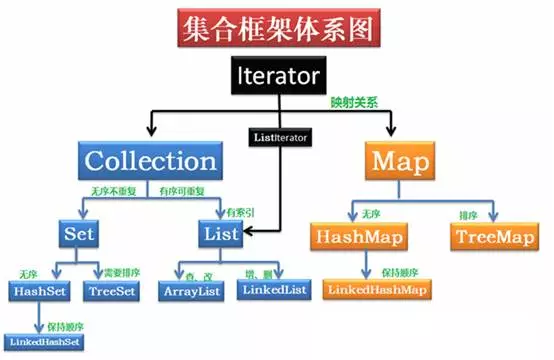 集合框架体系图
Iterator
映射关系
ListIterator
Collection
Map
无序不重复
有序可重复
有索引
无序
排序
Set
List
HashMap
TreeMap
无序
需要排序
查、改
增、删
保持顺序
HashSet
TreeSet
ArrayList
LinkedList
LinkedHashMap
保持顺序
LinkedHashSet